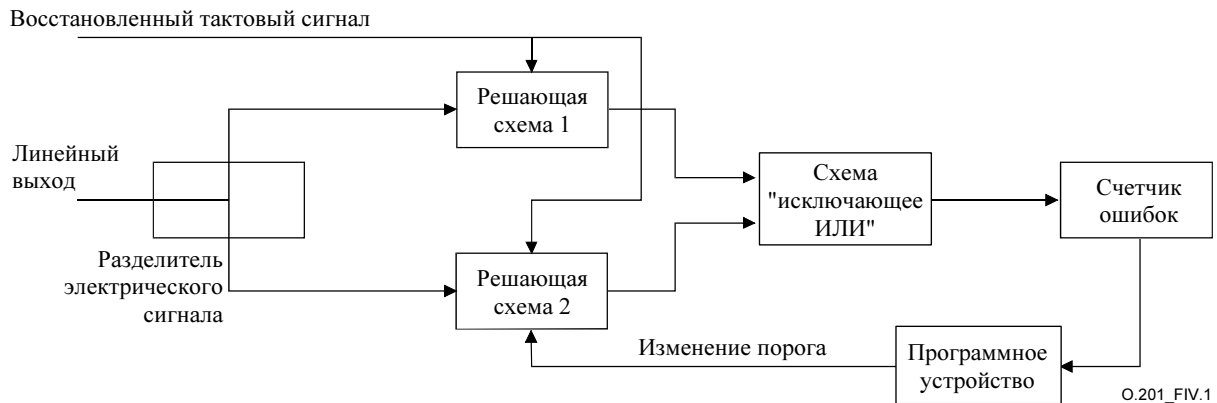 Восстановленный тактовый сигнал
Решающая
схема 1
Линейный
выход
Схема
"исключающее
ИЛИ"
Счетчик
ошибок
Разделитель
электрического
сигнала
Решающая
схема 2
Изменение порога
Программное
устройство
O.201_FIV.1